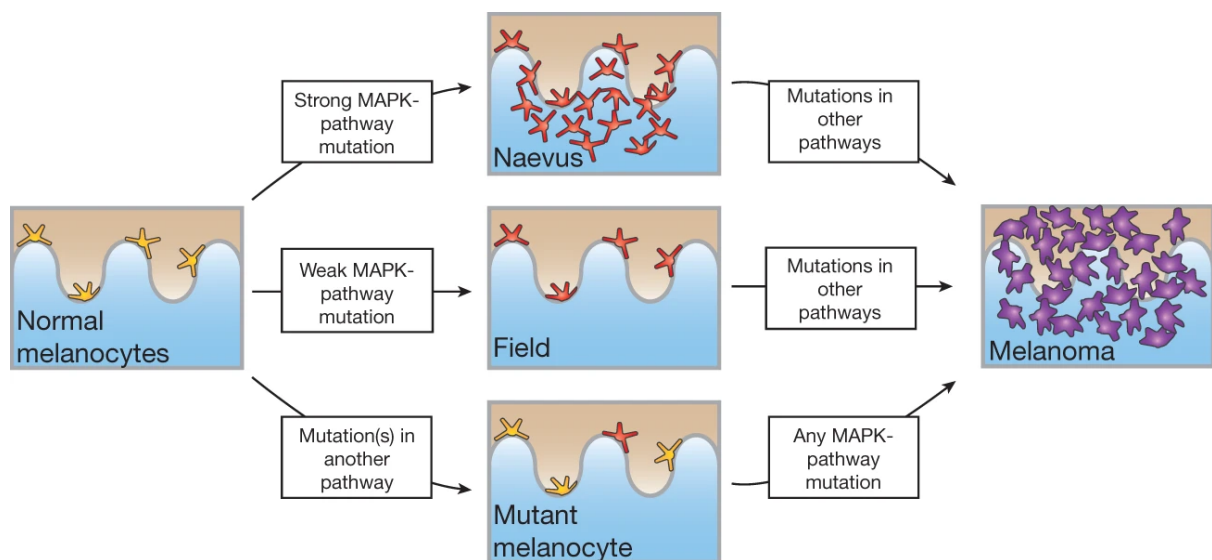 Normal
melanocytes
Strong MAPK-
pathway
mutation
Naevus
Mutations in
other
pathways
Weak MAPK-
pathway
mutation
Field
Mutations in
other
pathways
Mutation(s) in
another
pathway
Mutant
melanocyte
Any MAPK-
pathway
mutation
Melanoma